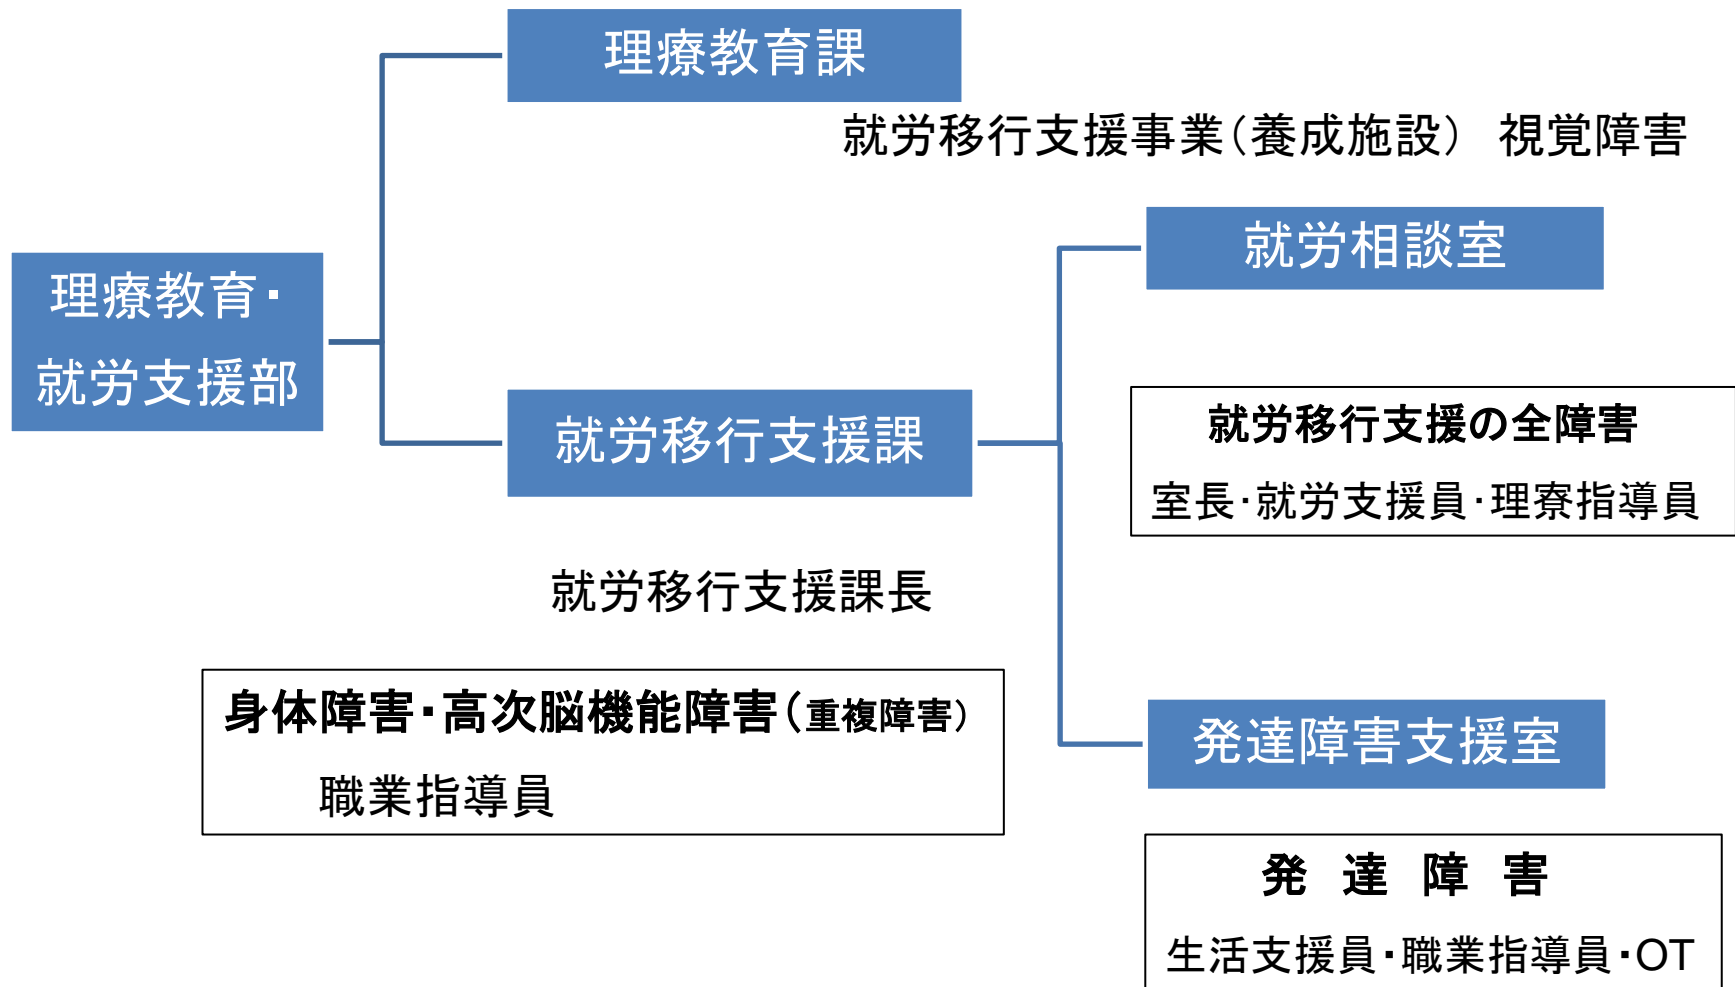 理療教育課
就労移行支援事業（養成施設） 視覚障害
就労相談室
理療教育・
就労支援部
就労移行支援の全障害
室長・就労支援員・理寮指導員
就労移行支援課
就労移行支援課長
身体障害・高次脳機能障害（重複障害）
職業指導員
発達障害支援室
発 達 障 害
生活支援員・職業指導員・OT